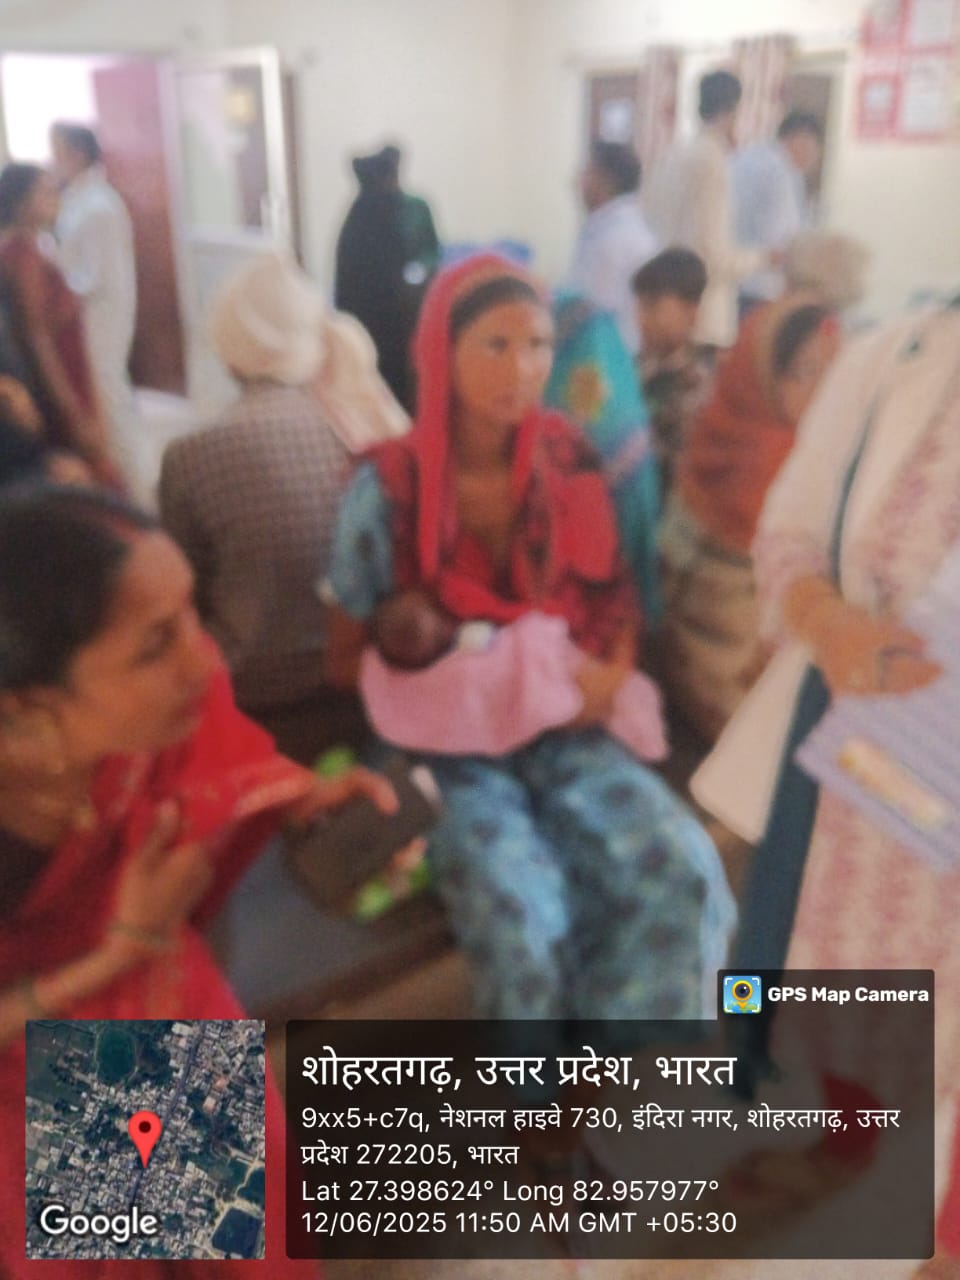 GPS Map Camera
शोहरतगढ़, उत्तर प्रदेश, भारत
9xx5+c7q, नेशनल हाइवे 730, इंदिरा नगर, शोहरतगढ़, उत्तर
प्रदेश 272205, भारत
Lat 27.398624° Long 82.957977°
12/06/2025 11:50 AM GMT +05:30
Google